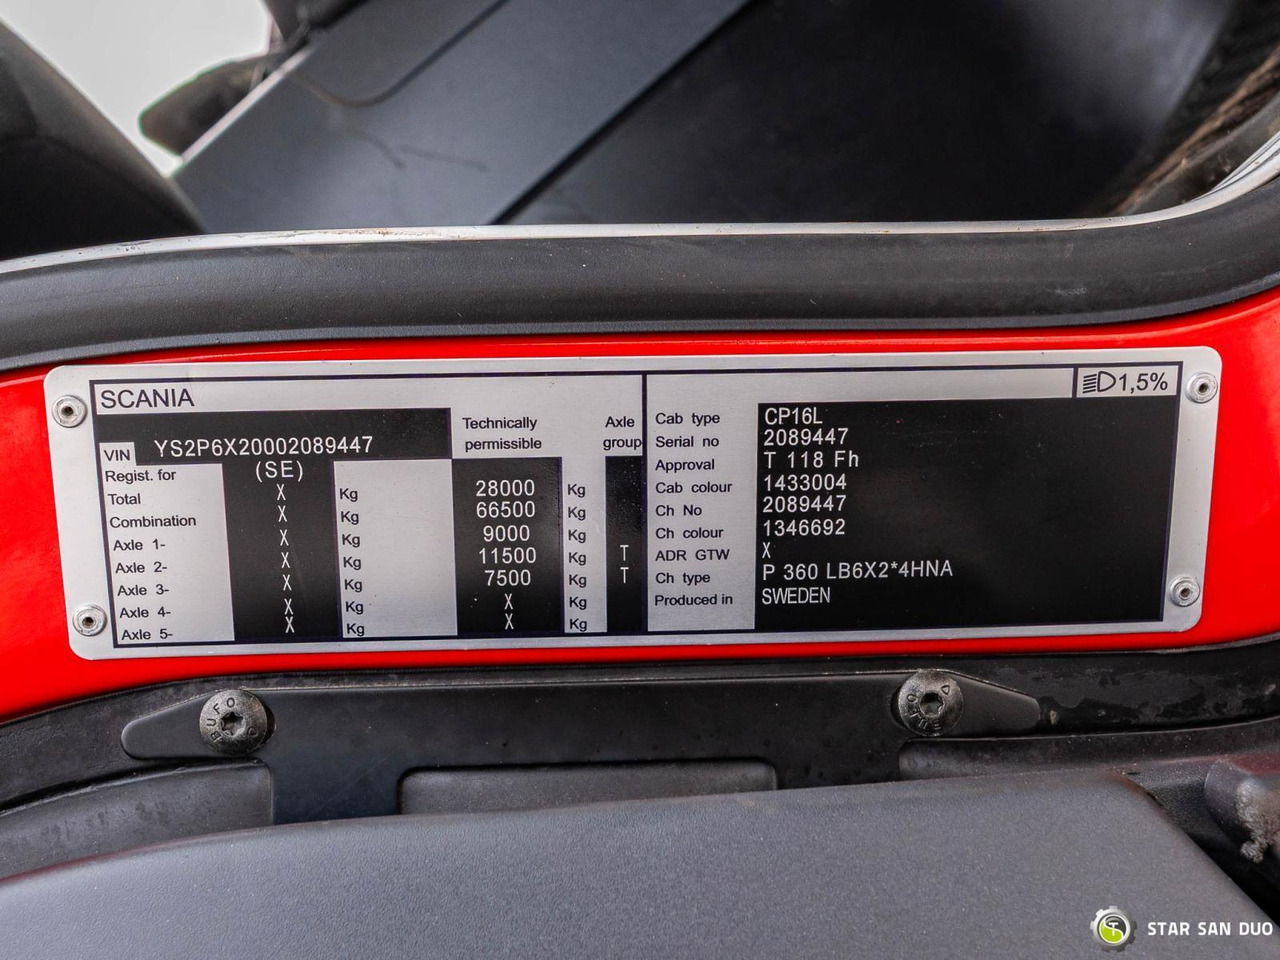 SCANIA
1,5%
VIN YS2P6X20002089447
Technically permissible
Axle group
Regist. for (SE)
Total X Kg 28000 Kg
Combination X Kg 66500 Kg
Axle 1- X Kg 9000 Kg
Axle 2- X Kg 11500 Kg T
Axle 3- X Kg 7500 Kg T
Axle 4- X Kg X Kg
Axle 5- X Kg X Kg
Cab type CP16L
Serial no 2089447
Approval T 118 Fh
Cab colour 1433004
Ch No 2089447
Ch colour 1346692
ADR GTW X
Ch type P 360 LB6X2*4HNA
Produced in SWEDEN
BUFO
BUFO
STAR SAN DUO